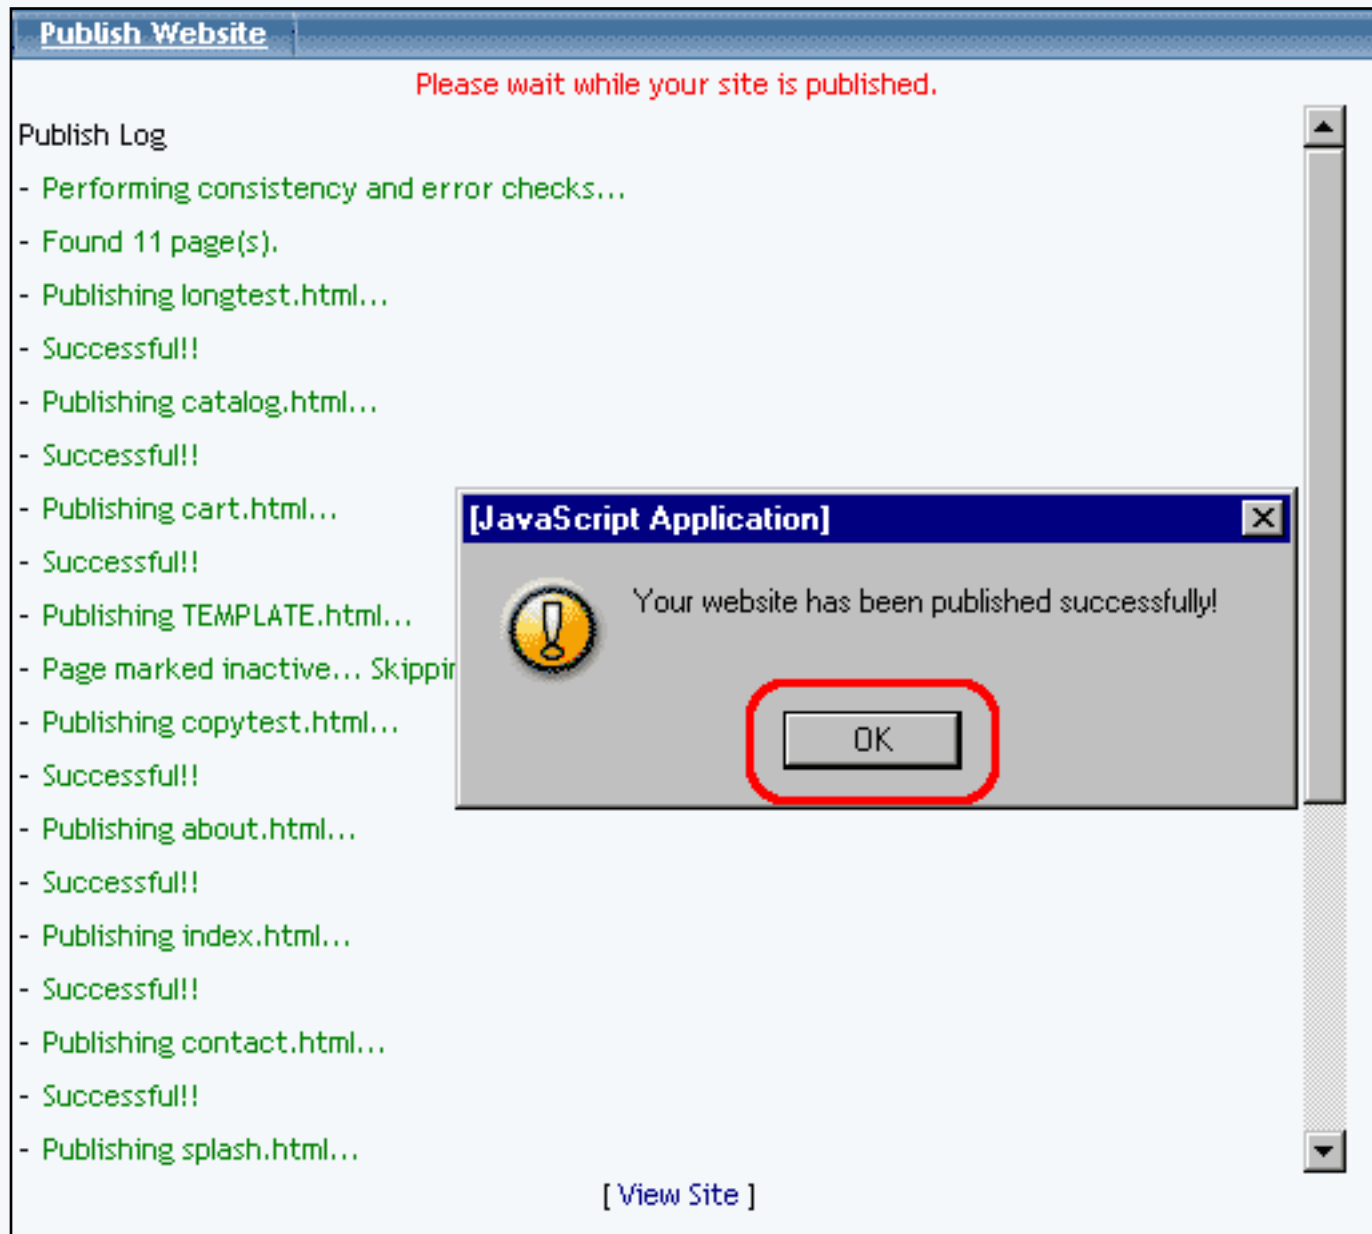 Publish Website
Please wait while your site is published.
Publish Log
- Performing consistency and error checks...
- Found 11 page(s).
- Publishing longtest.html...
- Successful!!
- Publishing catalog.html...
- Successful!!
- Publishing cart.html...
- Successful!!
- Publishing TEMPLATE.html...
- Page marked inactive... Skippin
- Publishing copytest.html...
- Successful!!
- Publishing about.html...
- Successful!!
- Publishing index.html...
- Successful!!
- Publishing contact.html...
- Successful!!
- Publishing splash.html...
[JavaScript Application]
Your website has been published successfully!
OK
[ View Site ]